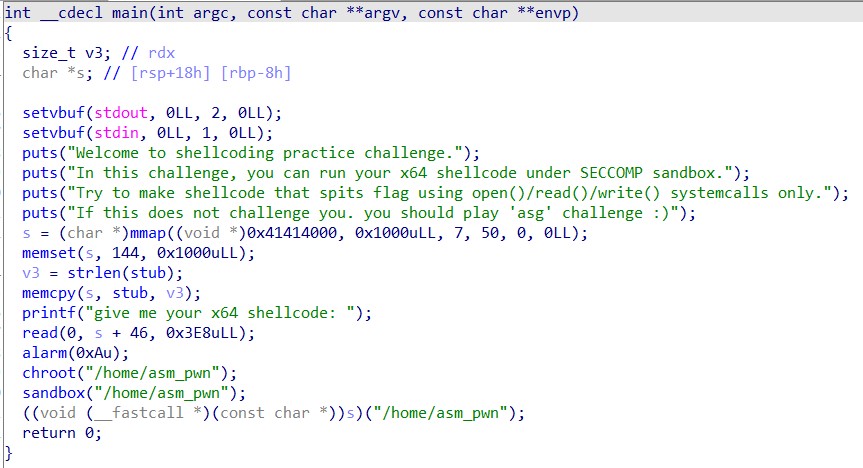 int __cdecl main(int argc, const char **argv, const char **envp)
{
  size_t v3; // rdx
  char *s; // [rsp+18h] [rbp-8h]

  setvbuf(stdout, 0LL, 2, 0LL);
  setvbuf(stdin, 0LL, 1, 0LL);
  puts("Welcome to shellcoding practice challenge.");
  puts("In this challenge, you can run your x64 shellcode under SECCOMP sandbox.");
  puts("Try to make shellcode that spits flag using open()/read()/write() systemcalls only.");
  puts("If this does not challenge you. you should play 'asg' challenge :)");
  s = (char *)mmap((void *)0x41414000, 0x1000uLL, 7, 50, 0, 0LL);
  memset(s, 144, 0x1000uLL);
  v3 = strlen(stub);
  memcpy(s, stub, v3);
  printf("give me your x64 shellcode: ");
  read(0, s + 46, 0x3E8uLL);
  alarm(0xAu);
  chroot("/home/asm_pwn");
  sandbox("/home/asm_pwn");
  ((void (__fastcall *)(const char *))s)("/home/asm_pwn");
  return 0;
}